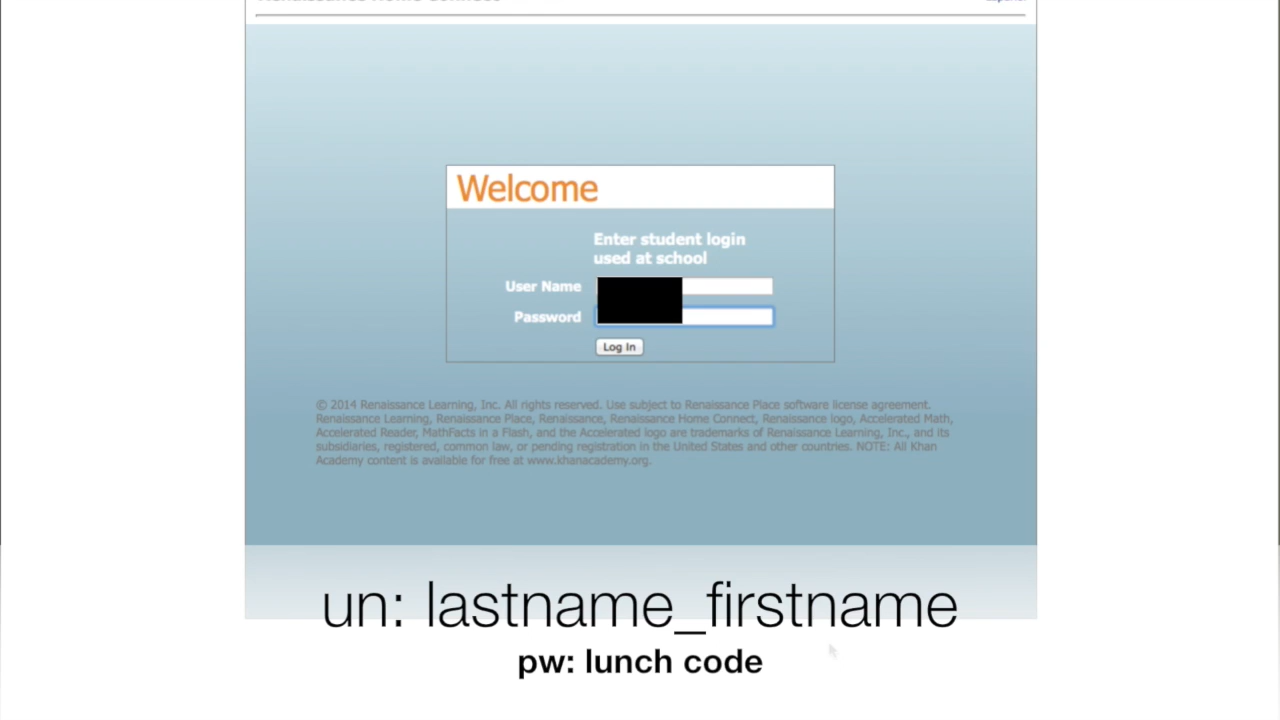 Renaissance Home Connect
Español
Welcome
Enter student login
used at school
User Name
Password
Log In
© 2014 Renaissance Learning, Inc. All rights reserved. Use subject to Renaissance Place software license agreement.
Renaissance Learning, Renaissance Place, Renaissance, Renaissance Home Connect, Renaissance logo, Accelerated Math,
Accelerated Reader, MathFacts in a Flash, and the Accelerated logo are trademarks of Renaissance Learning, Inc., and its
subsidiaries, registered, common law, or pending registration in the United States and other countries. NOTE: All Khan
Academy content is available for free at www.khanacademy.org.
un: lastname_firstname
pw: lunch code